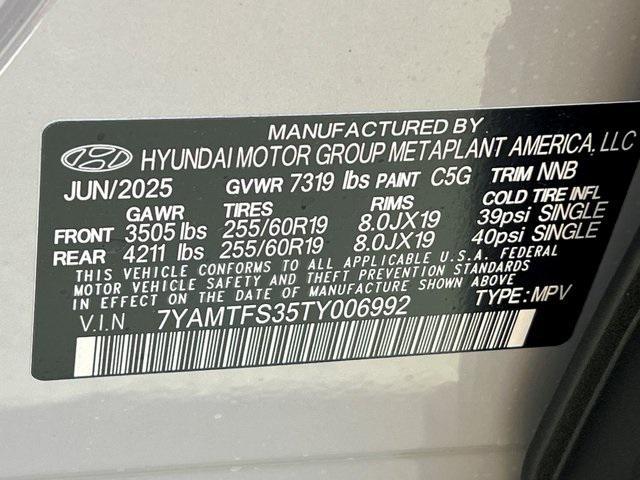 MANUFACTURED BY
HYUNDAI MOTOR GROUP METAPLANT AMERICA, LLC
JUN/2025 GVWR 7319 lbs PAINT C5G TRIM NNB
GAWR TIRES RIMS COLD TIRE INFL
FRONT 3505 lbs 255/60R19 8.0JX19 39psi SINGLE
REAR 4211 lbs 255/60R19 8.0JX19 40psi SINGLE
THIS VEHICLE CONFORMS TO ALL APPLICABLE U.S.A. FEDERAL
MOTOR VEHICLE SAFETY AND THEFT PREVENTION STANDARDS
IN EFFECT ON THE DATE OF MANUFACTURE SHOWN ABOVE
V.I.N 7YAMTFS35TY006992 TYPE: MPV